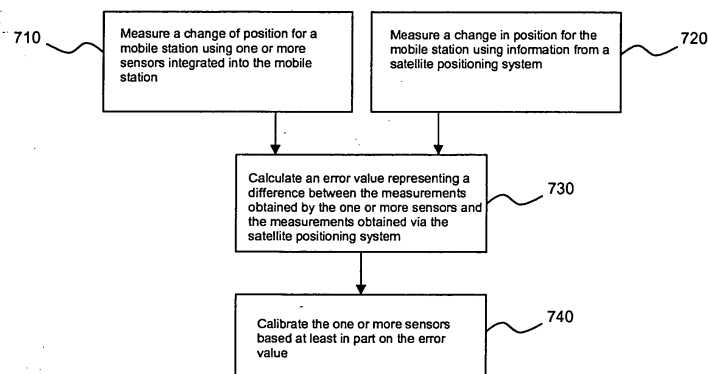 710
Measure a change of position for a
mobile station using one or more
sensors integrated into the mobile
station
Measure a change in position for the
mobile station using information from a
satellite positioning system
720
Calculate an error value representing a
difference between the measurements
obtained by the one or more sensors and
the measurements obtained via the
satellite positioning system
730
Calibrate the one or more sensors
based at least in part on the error
value
740